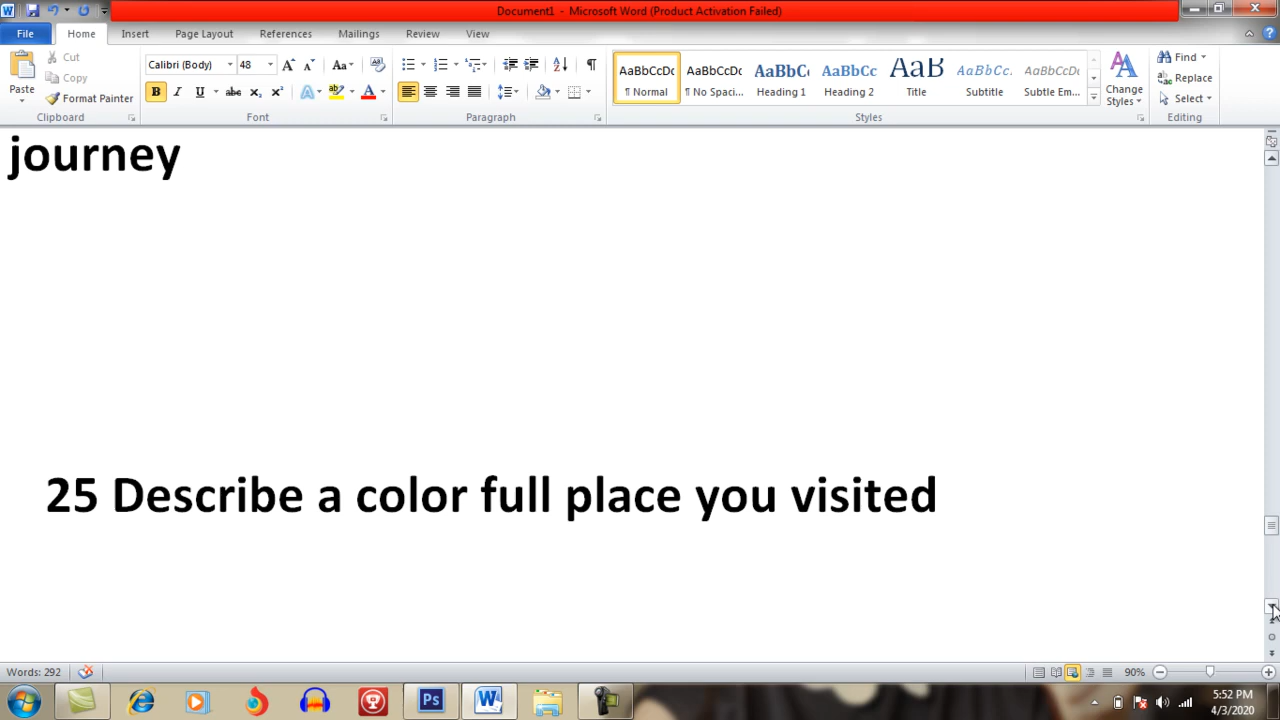 Document1 - Microsoft Word (Product Activation Failed)
File Home Insert Page Layout References Mailings Review View
Paste
Cut
Copy
Format Painter
Clipboard
Calibri (Body) 48
Font
Paragraph
AaBbCcDc AaBbCcDc AaBbCc AaBbCc AaB AaBbCc. AaBbCcDc
¶ Normal ¶ No Spaci... Heading 1 Heading 2 Title Subtitle Subtle Em...
Change
Styles
Styles
Find
Replace
Select
Editing
journey
25 Describe a color full place you visited
Words: 292
90%
5:52 PM
4/3/2020